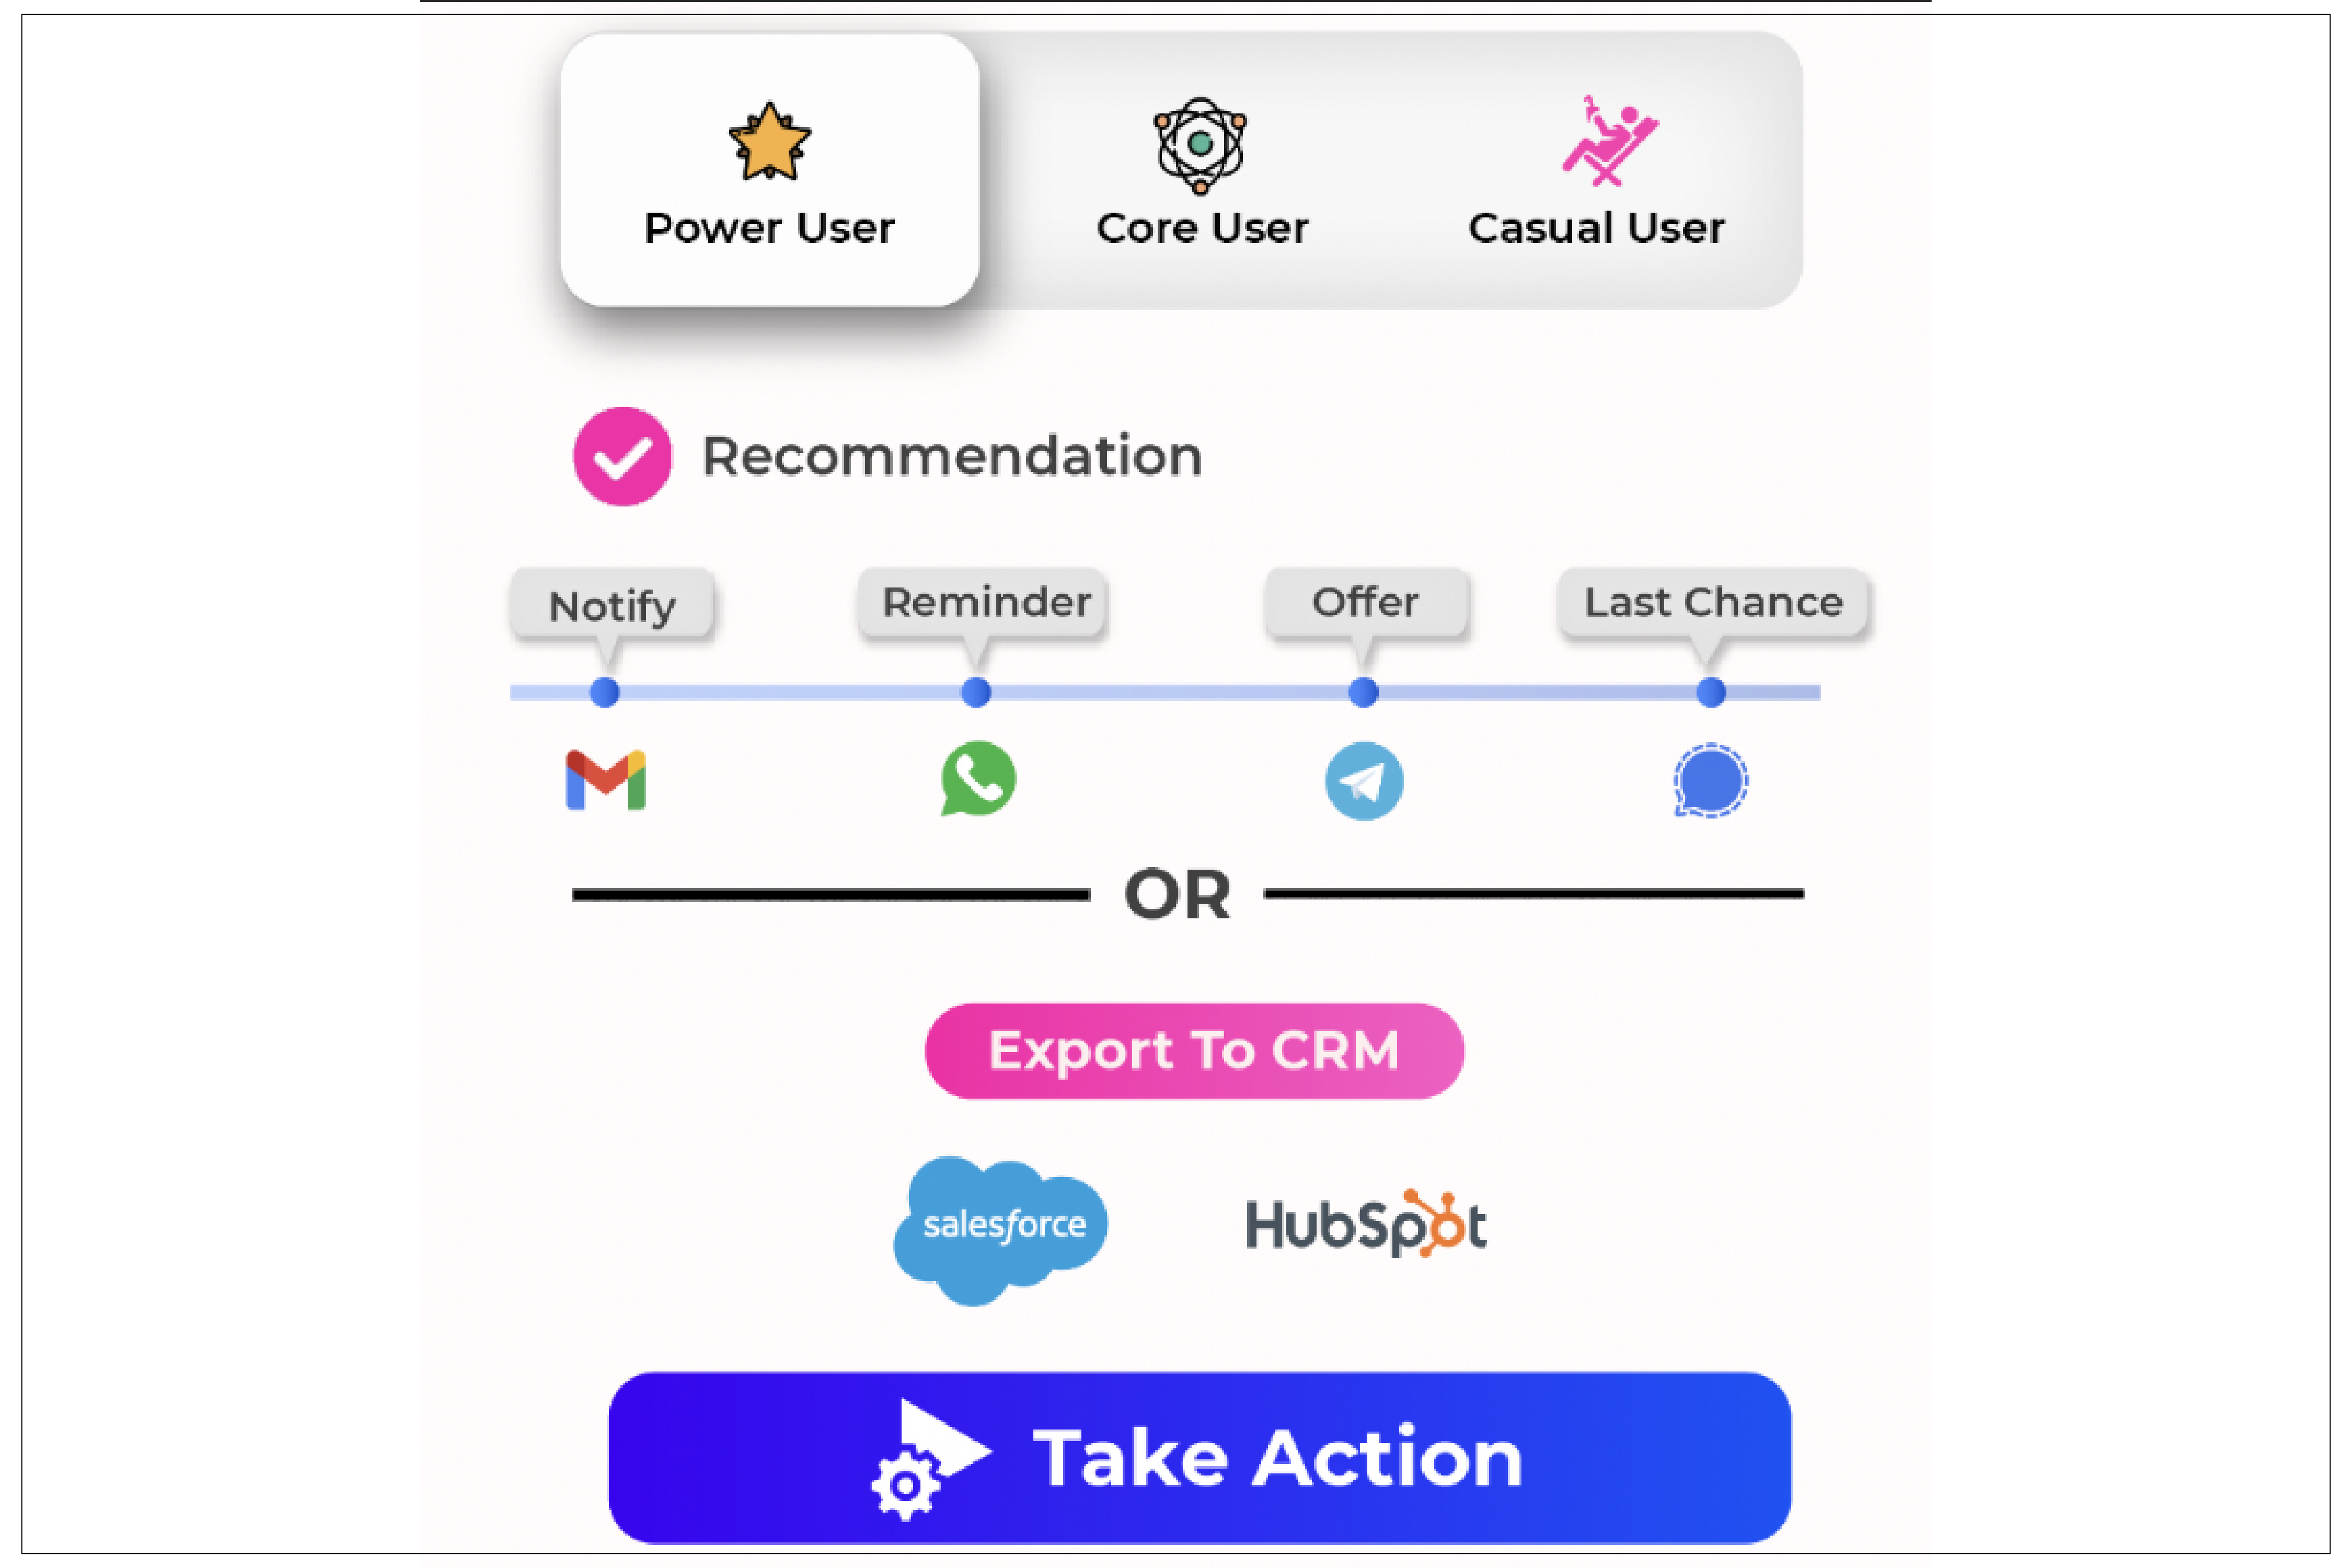 Power User
Core User
Casual User
Recommendation
Notify
Reminder
Offer
Last Chance
OR
Export To CRM
salesforce
HubSpot
Take Action